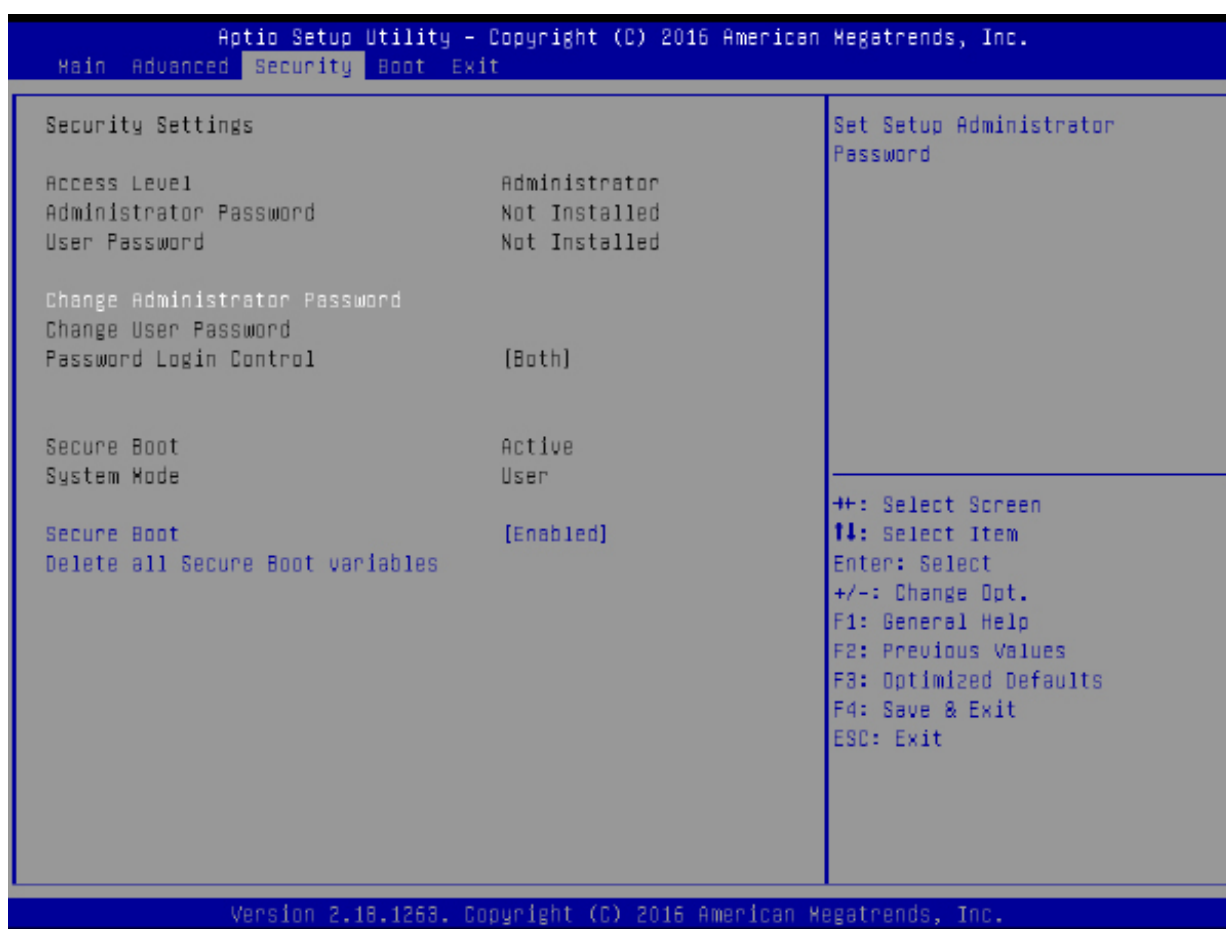 Aptio Setup Utility - Copyright (C) 2016 American Megatrends, Inc.
Main Advanced Security Boot Exit
Security Settings
Access Level Administrator
Administrator Password Not Installed
User Password Not Installed
Change Administrator Password
Change User Password
Password Login Control [Both]
Secure Boot Active
System Mode User
Secure Boot [Enabled]
Delete all Secure Boot variables
Set Setup Administrator
Password
→←: Select Screen
↑↓: Select Item
Enter: Select
+/-: Change Opt.
F1: General Help
F2: Previous Values
F3: Optimized Defaults
F4: Save & Exit
ESC: Exit
Version 2.18.1263. Copyright (C) 2016 American Megatrends, Inc.